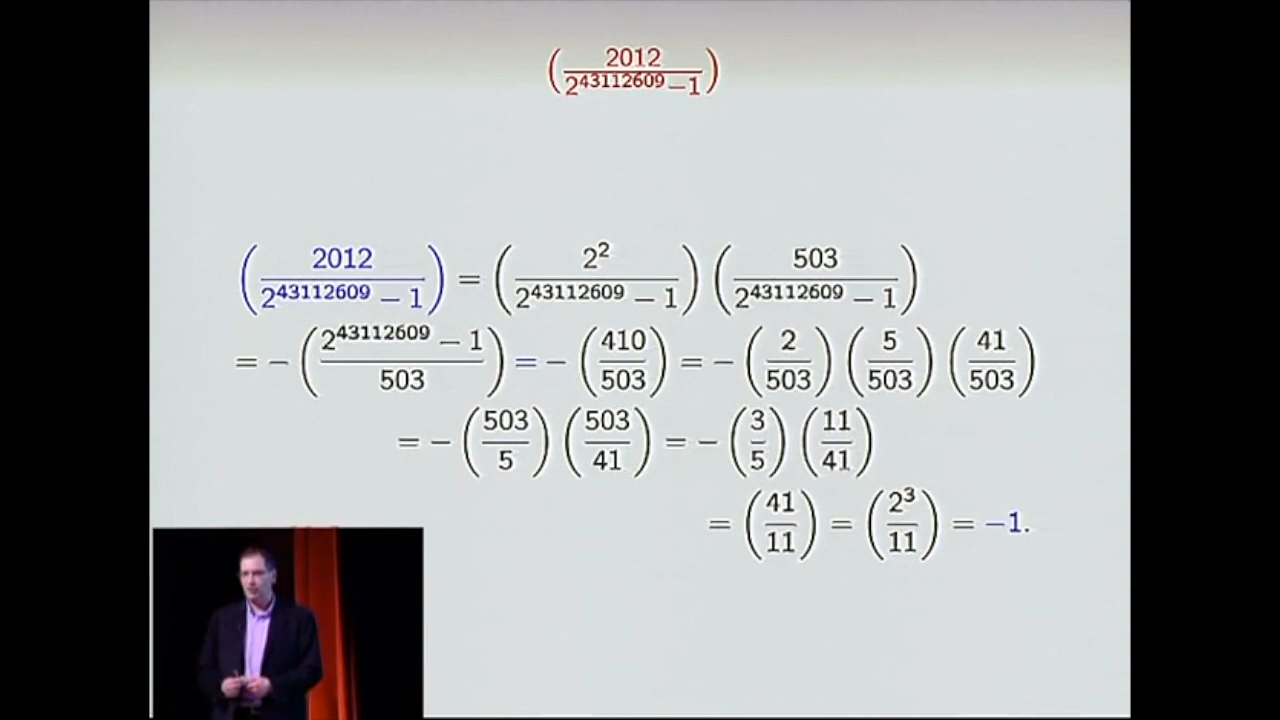 (2012 / 2^43112609 − 1)
(2012 / 2^43112609 − 1) = (2² / 2^43112609 − 1) (503 / 2^43112609 − 1)
= − (2^43112609 − 1 / 503) = − (410 / 503) = − (2 / 503) (5 / 503) (41 / 503)
= − (503 / 5) (503 / 41) = − (3 / 5) (11 / 41)
= (41 / 11) = (2³ / 11) = −1.